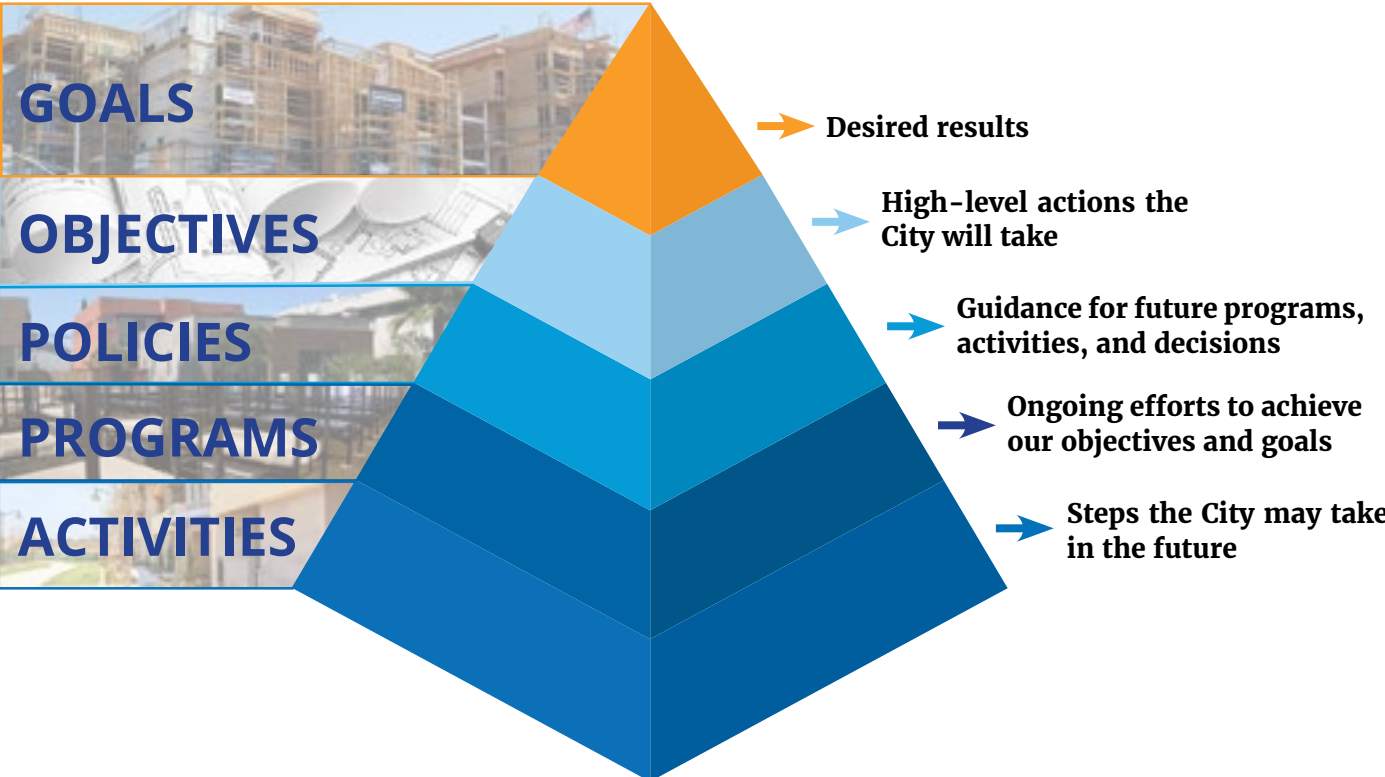 GOALS
Desired results
OBJECTIVES
High-level actions the
City will take
POLICIES
Guidance for future programs,
activities, and decisions
PROGRAMS
Ongoing efforts to achieve
our objectives and goals
ACTIVITIES
Steps the City may take
in the future